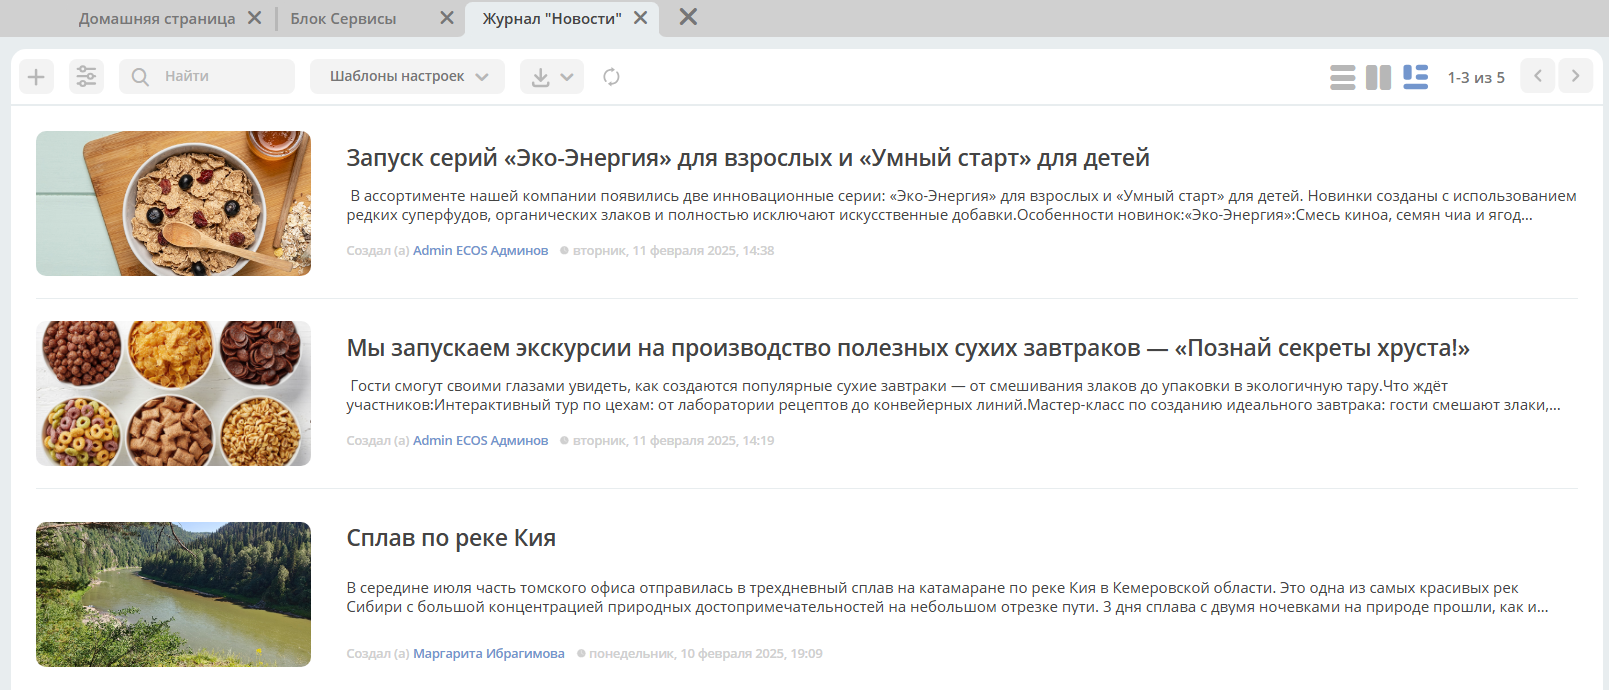 Домашняя страница
Блок Сервисы
Журнал "Новости"
Найти
Шаблоны настроек
1-3 из 5
Запуск серий «Эко-Энергия» для взрослых и «Умный старт» для детей
В ассортименте нашей компании появились две инновационные серии: «Эко-Энергия» для взрослых и «Умный старт» для детей. Новинки созданы с использованием
редких суперфудов, органических злаков и полностью исключают искусственные добавки.Особенности новинок:«Эко-Энергия»:Смесь киноа, семян чиа и ягод...
Создал (а) Admin ECOS Админов вторник, 11 февраля 2025, 14:38
Мы запускаем экскурсии на производство полезных сухих завтраков — «Познай секреты хруста!»
Гости смогут своими глазами увидеть, как создаются популярные сухие завтраки — от смешивания злаков до упаковки в экологичную тару.Что ждёт
участников:Интерактивный тур по цехам: от лаборатории рецептов до конвейерных линий.Мастер-класс по созданию идеального завтрака: гости смешают злаки,...
Создал (а) Admin ECOS Админов вторник, 11 февраля 2025, 14:19
Сплав по реке Кия
В середине июля часть томского офиса отправилась в трехдневный сплав на катамаране по реке Кия в Кемеровской области. Это одна из самых красивых рек
Сибири с большой концентрацией природных достопримечательностей на небольшом отрезке пути. 3 дня сплава с двумя ночевками на природе прошли, как и...
Создал (а) Маргарита Ибрагимова понедельник, 10 февраля 2025, 19:09